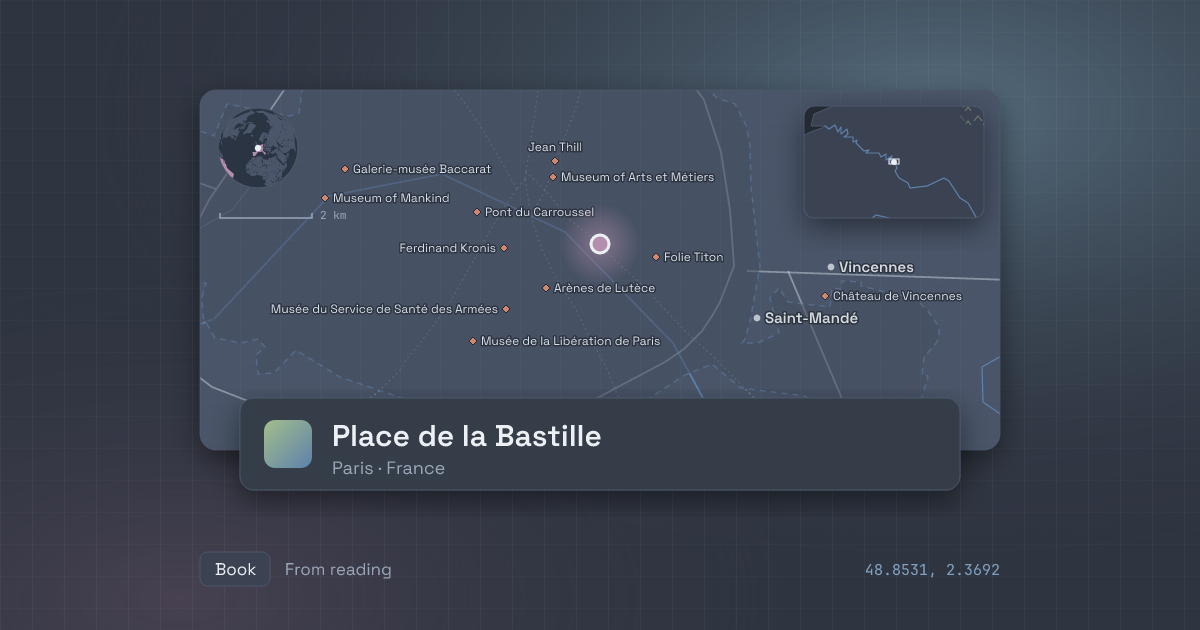 Jean Thill
Galerie-musée Baccarat
Museum of Arts et Métiers
Museum of Mankind
Pont du Carroussel
2 km
Ferdinand Kronis
Folie Titon
Vincennes
Arènes de Lutèce
Château de Vincennes
Musée du Service de Santé des Armées
Saint-Mandé
Musée de la Libération de Paris
Place de la Bastille
Paris · France
Book
From reading
48.8531, 2.3692